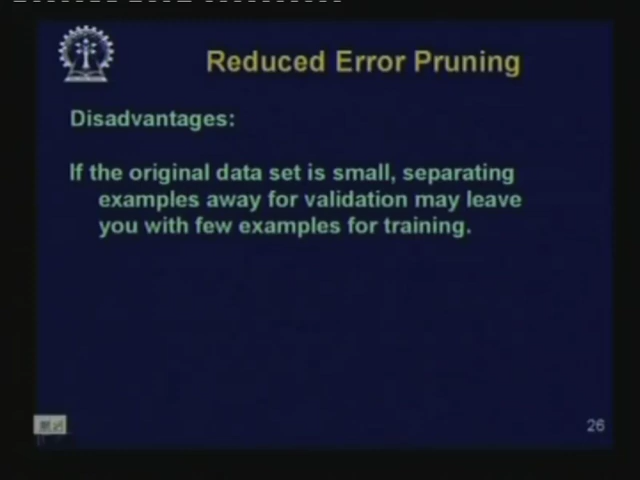 Reduced Error Pruning
Disadvantages:
If the original data set is small, separating
examples away for validation may leave
you with few examples for training.
26